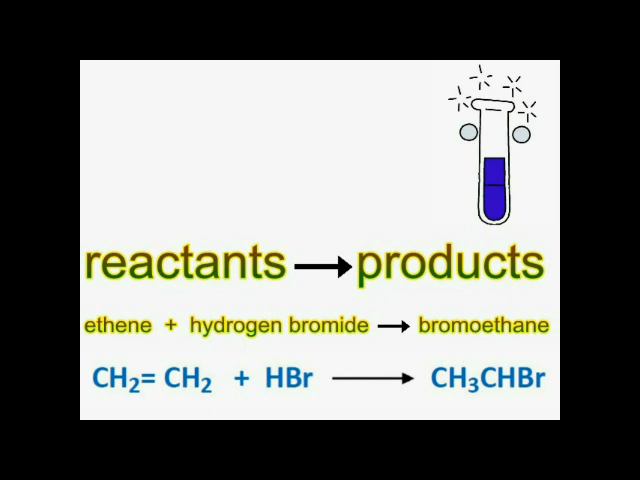 reactants → products
ethene + hydrogen bromide → bromoethane
CH₂= CH₂ + HBr → CH₃CHBr